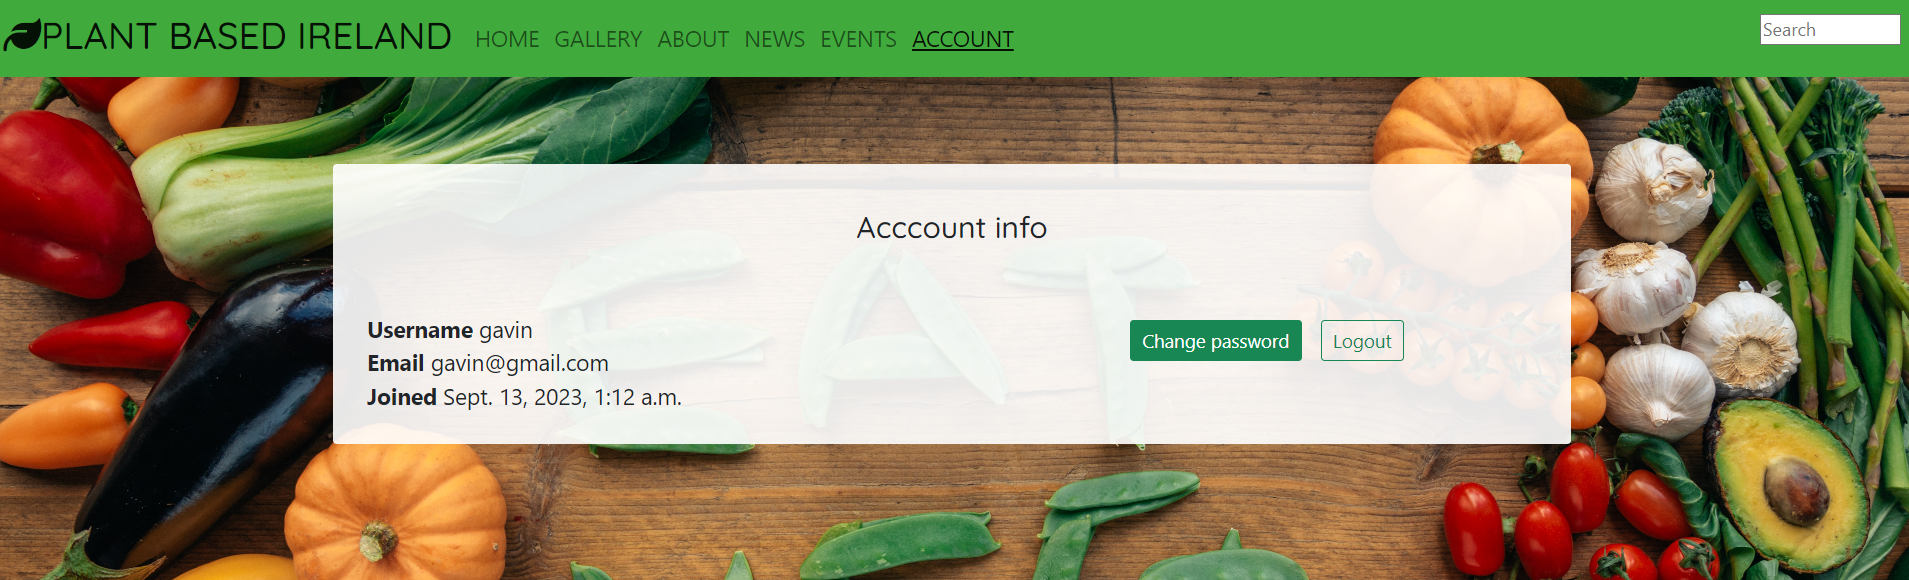 PLANT BASED IRELAND HOME GALLERY ABOUT NEWS EVENTS ACCOUNT Search
Acccount info
Username gavin
Email gavin@gmail.com
Joined Sept. 13, 2023, 1:12 a.m.
Change password Logout
EAT